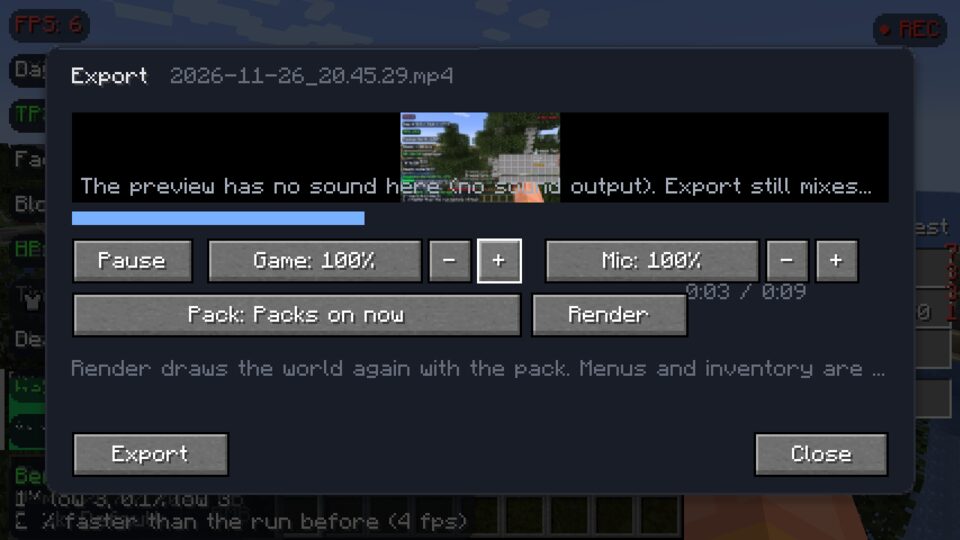 FPS: 6
REC
Export 2026-11-26_20.45.29.mp4
The preview has no sound here (no sound output). Export still mixes...
Pause
Game: 100%
-
+
Mic: 100%
-
+
0:03 / 0:09
Pack: Packs on now
Render
Render draws the world again with the pack. Menus and inventory are ...
Export
Close
% faster than the run before (4 fps)